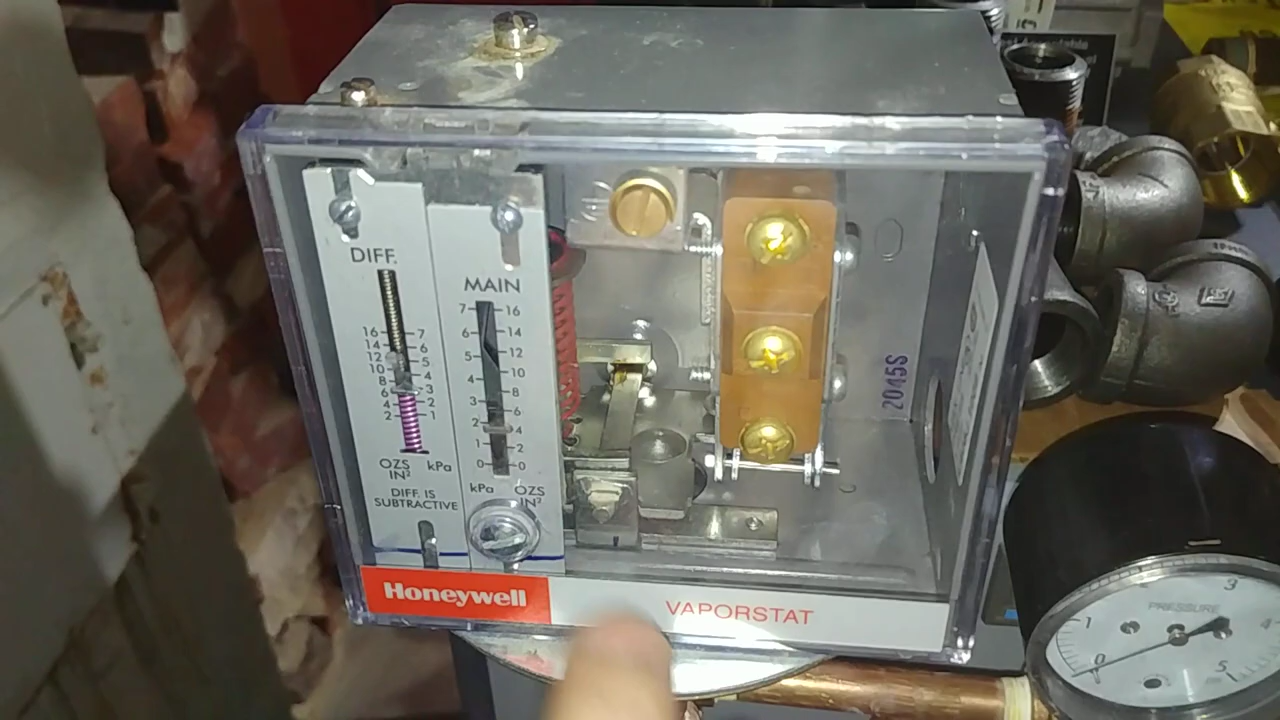 DIFF.
MAIN
7 16
6 14
5 12
4 10
3 8
6
2 4
1 2
0 0
16 7
14 6
12 5
10 4
8 3
6
4 2
2 1
OZS kPa
IN²
DIFF. IS
SUBTRACTIVE
kPa OZS
IN²
2045S
Honeywell
VAPORSTAT
PRESSURE
0 1 3 4 5